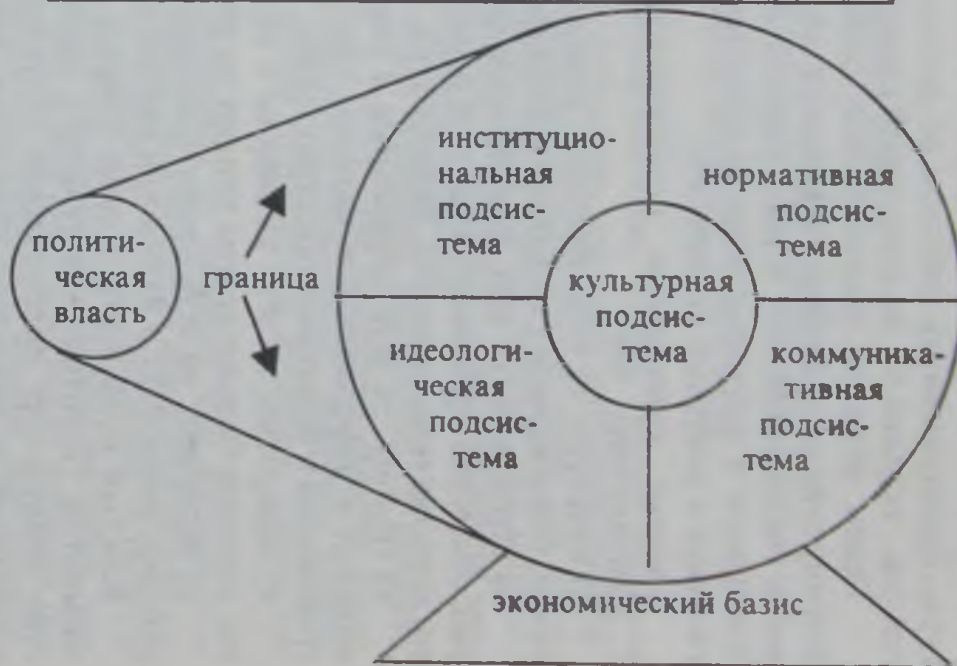 институцио-
нальная
подсис-
тема
нормативная
подсис-
тема
полити-
ческая
власть
граница
культурная
подсис-
тема
идеологи-
ческая
подсис-
тема
коммуника-
тивная
подсис-
тема
экономический базис